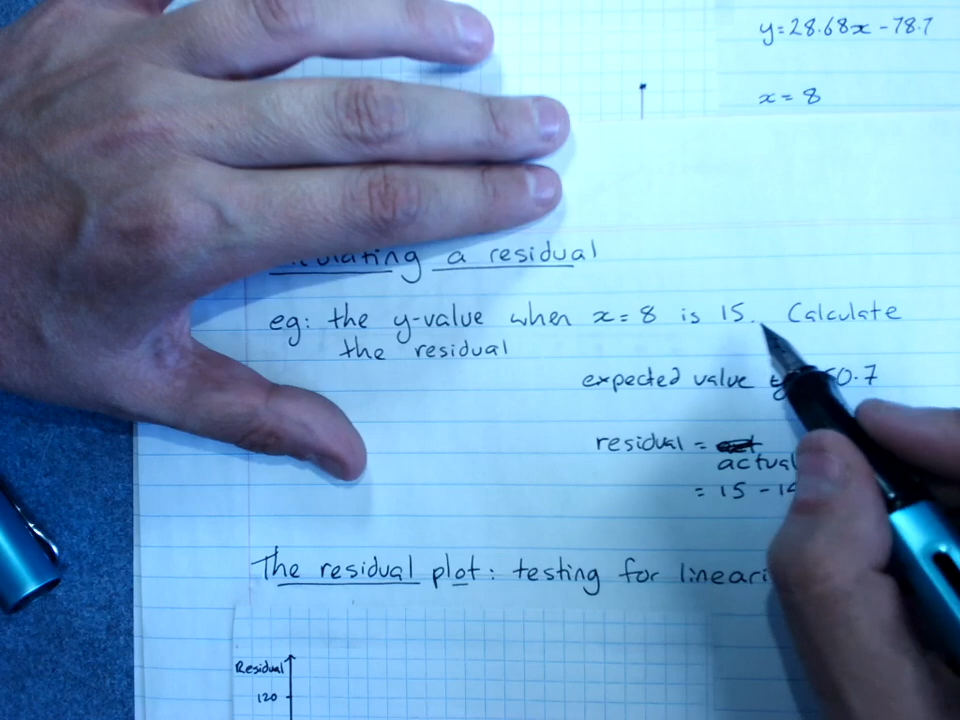 y=28.68x -78.7
x = 8
a residual
eg: the y-value when x = 8 is 15. Calculate
the residual
expected value
residual =
actual
= 15 -
The residual plot: testing for
Residual
120